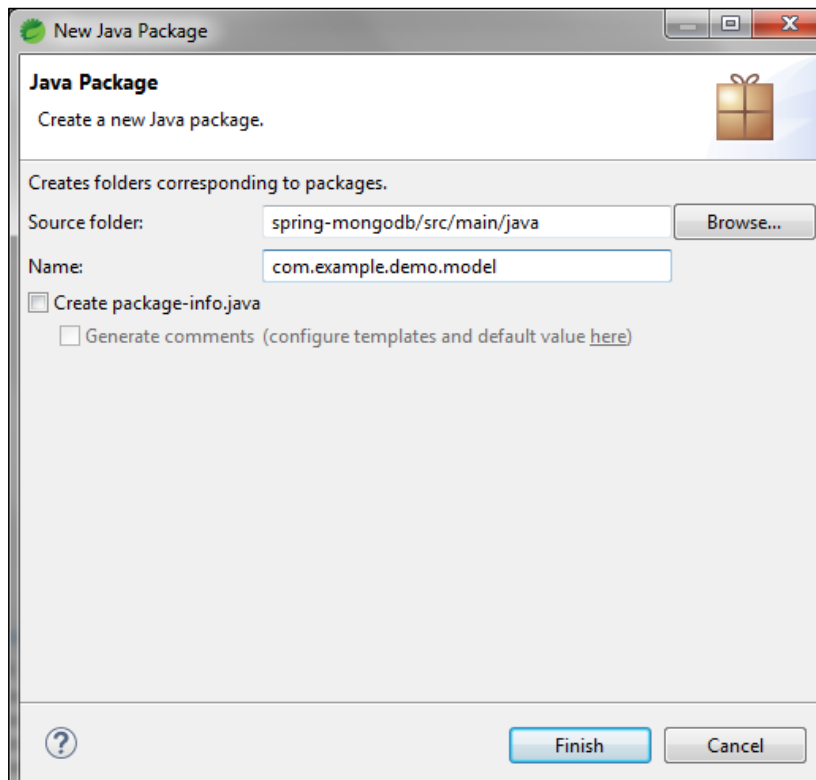 New Java Package
Java Package
Create a new Java package.
Creates folders corresponding to packages.
Source folder: spring-mongodb/src/main/java Browse...
Name: com.example.demo.model
Create package-info.java
Generate comments (configure templates and default value here)
? Finish Cancel